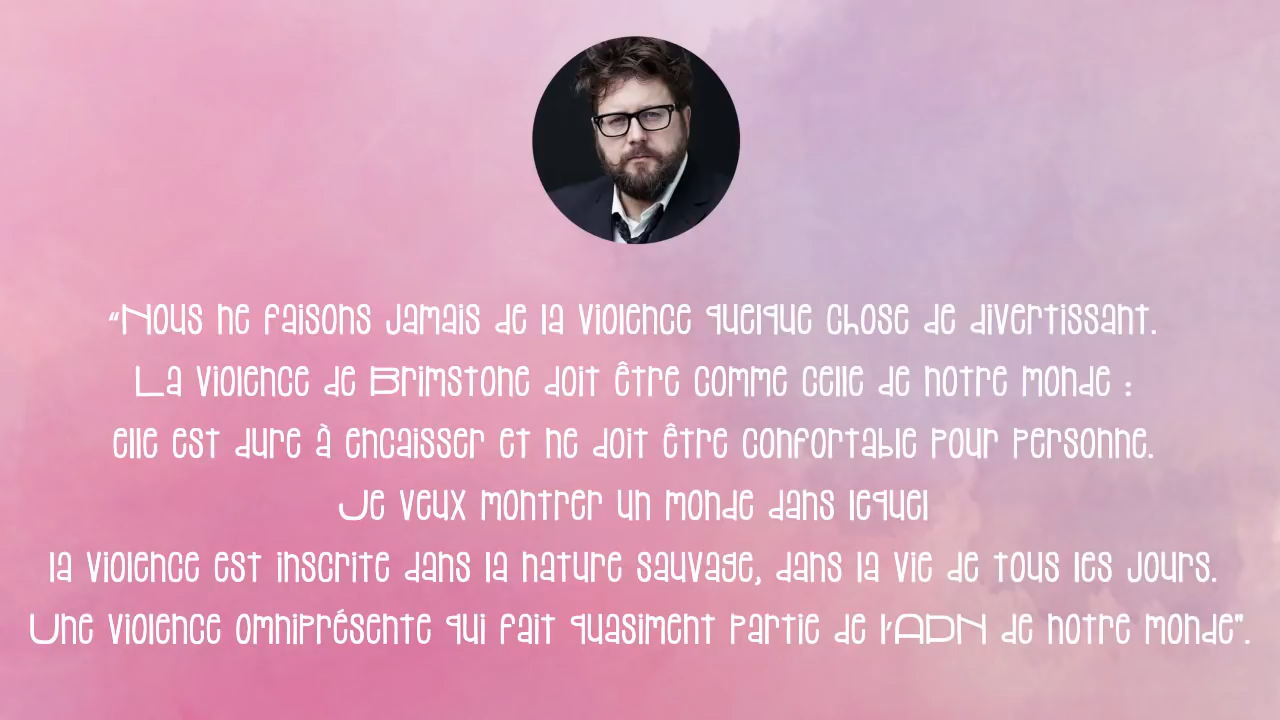 “Nous ne faisons jamais de la violence quelque chose de divertissant.
La violence de Brimstone doit être comme celle de notre monde :
elle est dure à encaisser et ne doit être confortable pour personne.
Je veux montrer un monde dans lequel
la violence est inscrite dans la nature sauvage, dans la vie de tous les jours.
Une violence omniprésente qui fait quasiment partie de l’ADN de notre monde".